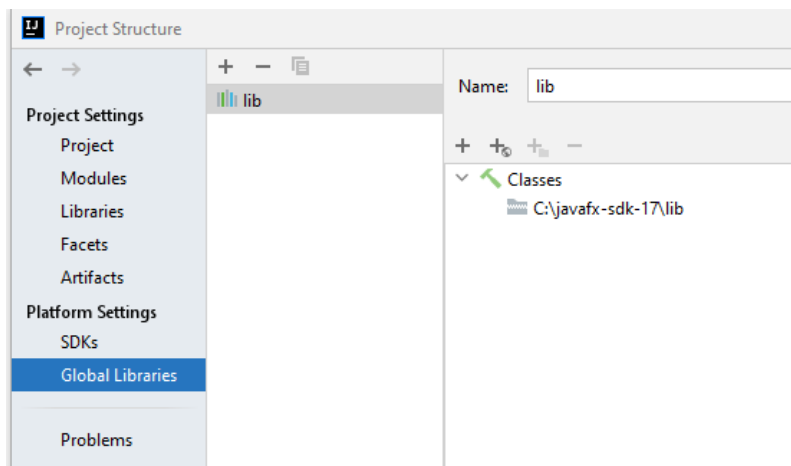 IJ Project Structure
Project Settings
Project
Modules
Libraries
Facets
Artifacts
Platform Settings
SDKs
Global Libraries
Problems
lib
Name: lib
Classes
C:\javafx-sdk-17\lib